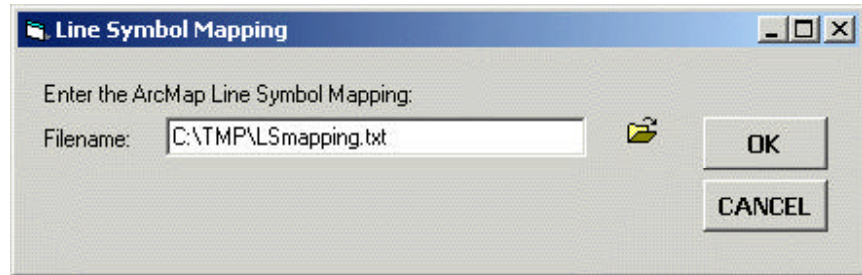 Line Symbol Mapping
Enter the ArcMap Line Symbol Mapping:
Filename: C:\TMP\LSmapping.txt
OK
CANCEL